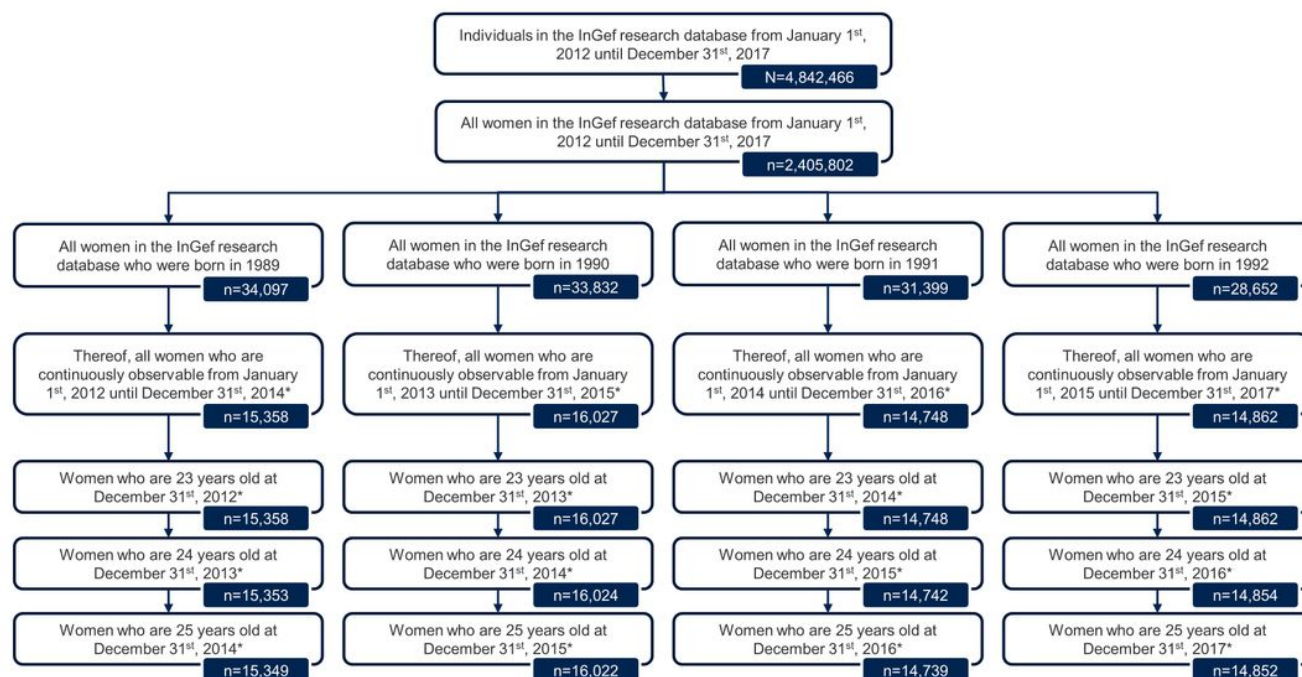 Individuals in the InGef research database from January 1st,
2012 until December 31st, 2017
N=4,842,466
All women in the InGef research database from January 1st,
2012 until December 31st, 2017
n=2,405,802
All women in the InGef research
database who were born in 1989
n=34,097
All women in the InGef research
database who were born in 1990
n=33,832
All women in the InGef research
database who were born in 1991
n=31,399
All women in the InGef research
database who were born in 1992
n=28,652
Thereof, all women who are
continuously observable from January
1st, 2012 until December 31st, 2014*
n=15,358
Thereof, all women who are
continuously observable from January
1st, 2013 until December 31st, 2015*
n=16,027
Thereof, all women who are
continuously observable from January
1st, 2014 until December 31st, 2016*
n=14,748
Thereof, all women who are
continuously observable from January
1st, 2015 until December 31st, 2017*
n=14,862
Women who are 23 years old at
December 31st, 2012*
n=15,358
Women who are 23 years old at
December 31st, 2013*
n=16,027
Women who are 23 years old at
December 31st, 2014*
n=14,748
Women who are 23 years old at
December 31st, 2015*
n=14,862
Women who are 24 years old at
December 31st, 2013*
n=15,353
Women who are 24 years old at
December 31st, 2014*
n=16,024
Women who are 24 years old at
December 31st, 2015*
n=14,742
Women who are 24 years old at
December 31st, 2016*
n=14,854
Women who are 25 years old at
December 31st, 2014*
n=15,349
Women who are 25 years old at
December 31st, 2015*
n=16,022
Women who are 25 years old at
December 31st, 2016*
n=14,739
Women who are 25 years old at
December 31st, 2017*
n=14,852